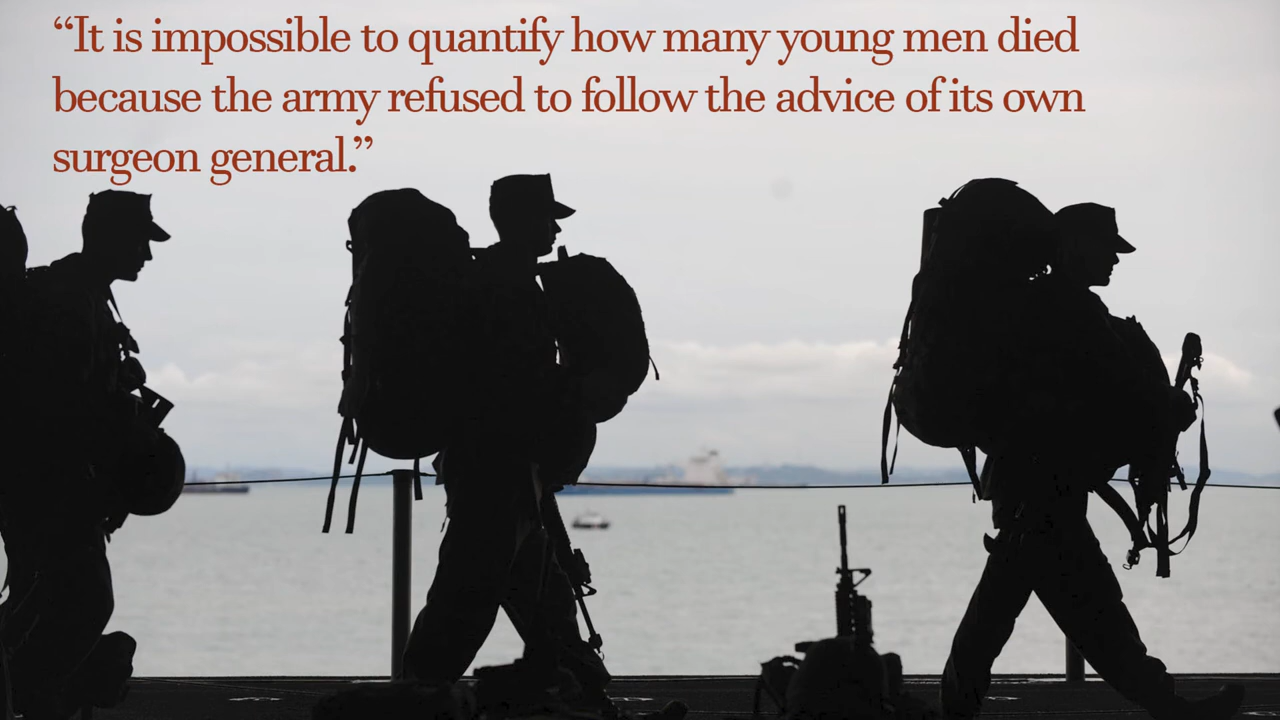 “It is impossible to quantify how many young men died
because the army refused to follow the advice of its own
surgeon general.”